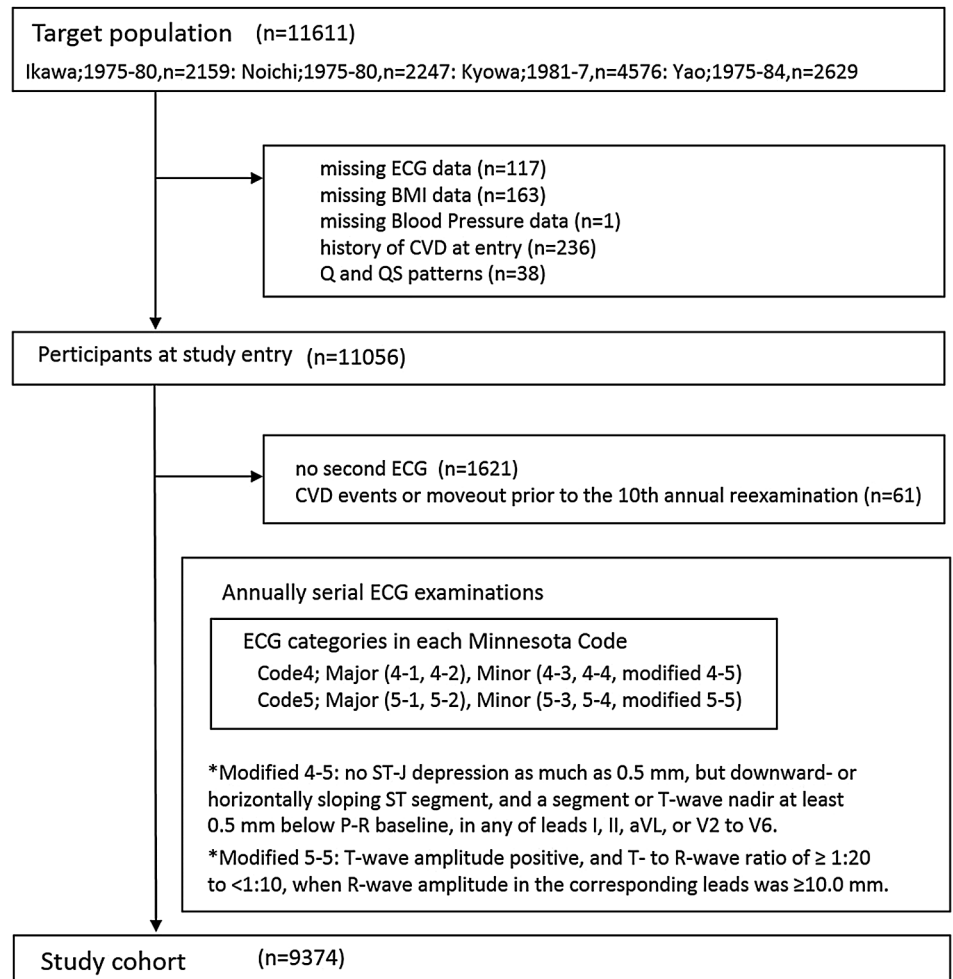 Target population (n=11611)
Ikawa;1975-80,n=2159: Noichi;1975-80,n=2247: Kyowa;1981-7,n=4576: Yao;1975-84,n=2629
missing ECG data (n=117)
missing BMI data (n=163)
missing Blood Pressure data (n=1)
history of CVD at entry (n=236)
Q and QS patterns (n=38)
Perticipants at study entry (n=11056)
no second ECG (n=1621)
CVD events or moveout prior to the 10th annual reexamination (n=61)
Annually serial ECG examinations
ECG categories in each Minnesota Code
Code4; Major (4-1, 4-2), Minor (4-3, 4-4, modified 4-5)
Code5; Major (5-1, 5-2), Minor (5-3, 5-4, modified 5-5)
*Modified 4-5: no ST-J depression as much as 0.5 mm, but downward- or
horizontally sloping ST segment, and a segment or T-wave nadir at least
0.5 mm below P-R baseline, in any of leads I, II, aVL, or V2 to V6.
*Modified 5-5: T-wave amplitude positive, and T- to R-wave ratio of ≥ 1:20
to <1:10, when R-wave amplitude in the corresponding leads was ≥10.0 mm.
Study cohort (n=9374)